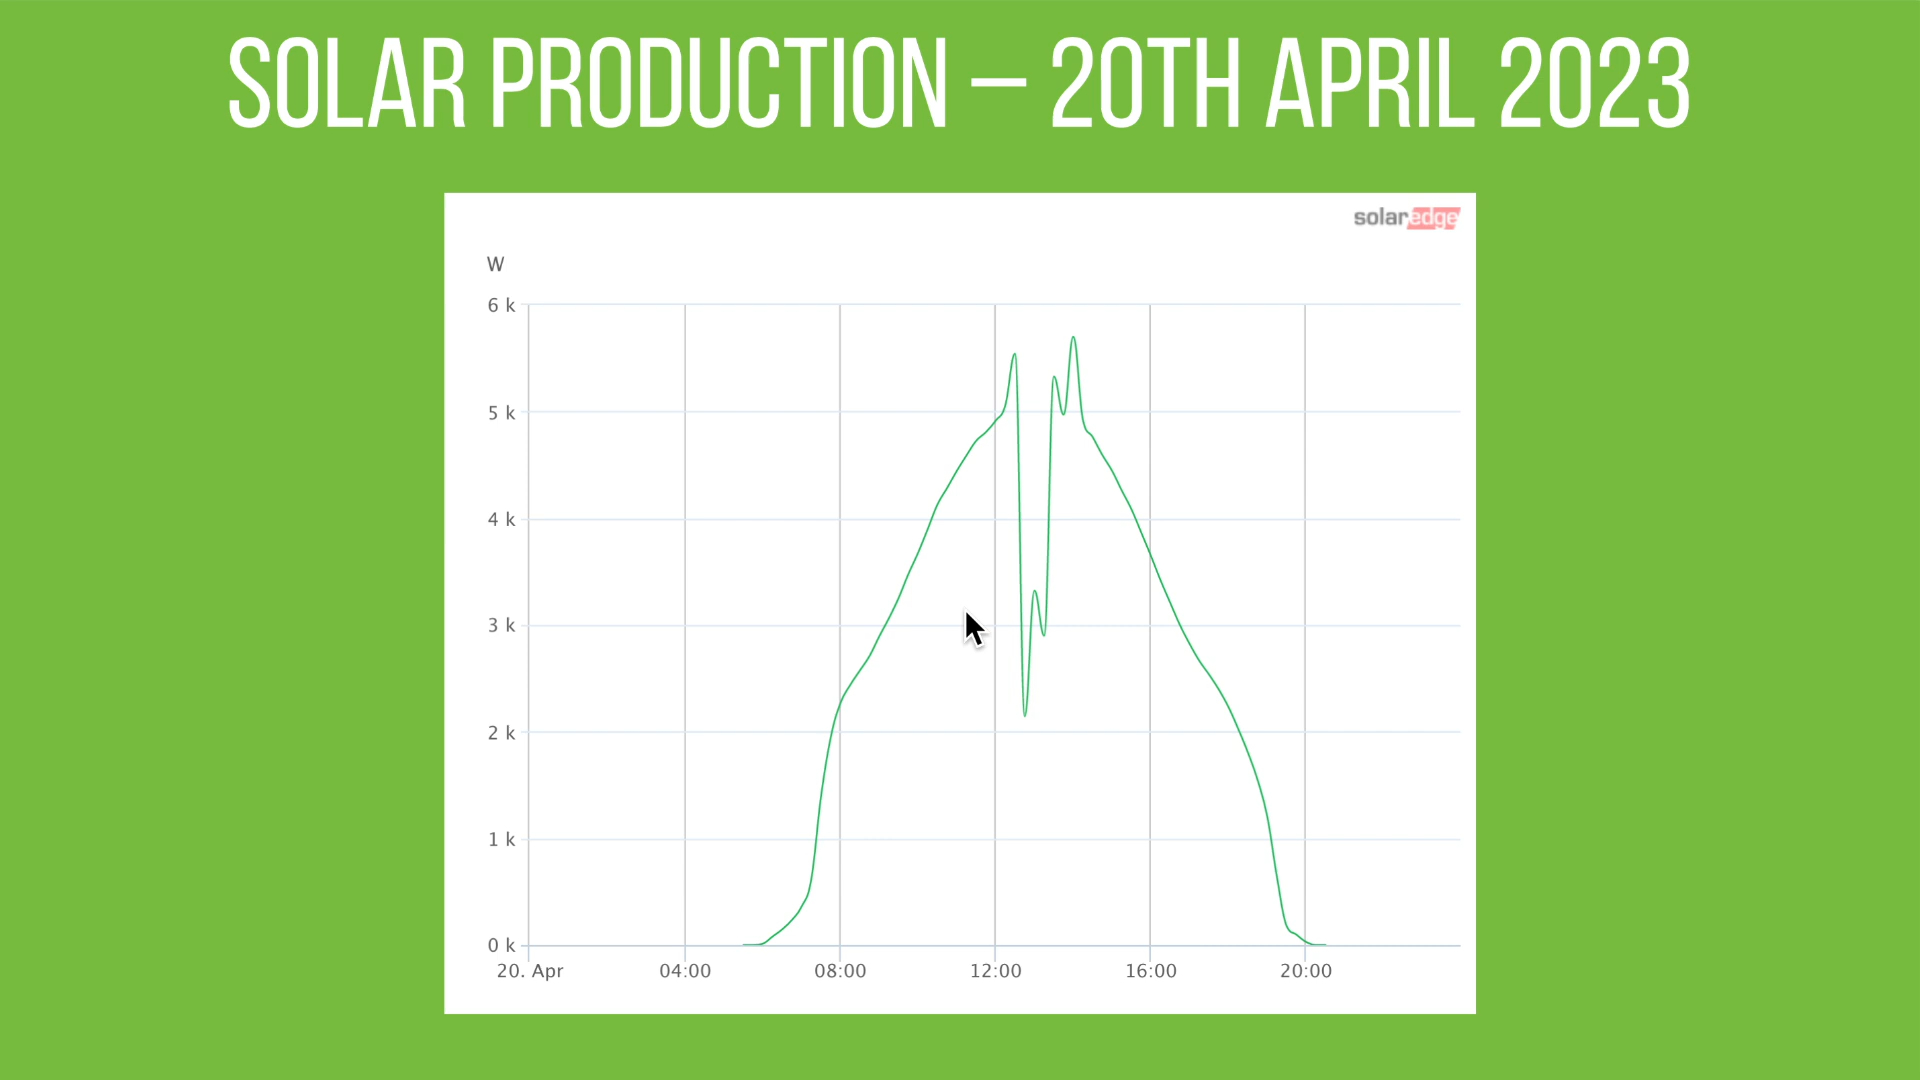 SOLAR PRODUCTION – 20TH APRIL 2023
solaredge
W
6 k
5 k
4 k
3 k
2 k
1 k
0 k
20. Apr 04:00 08:00 12:00 16:00 20:00